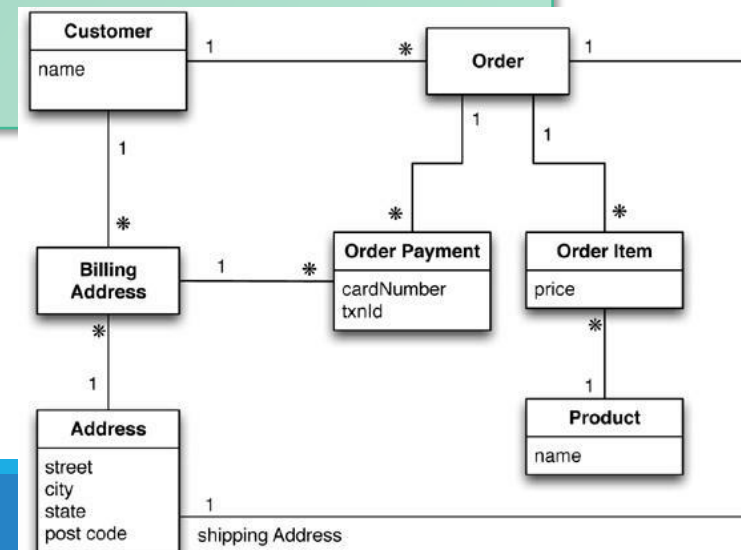 Customer
name
1
*
Order
1
1
*
1
*
1
*
Billing
Address
1
*
Order Payment
cardNumber
txnId
Order Item
price
*
1
*
1
Address
street
city
state
post code
Product
name
1
shipping Address